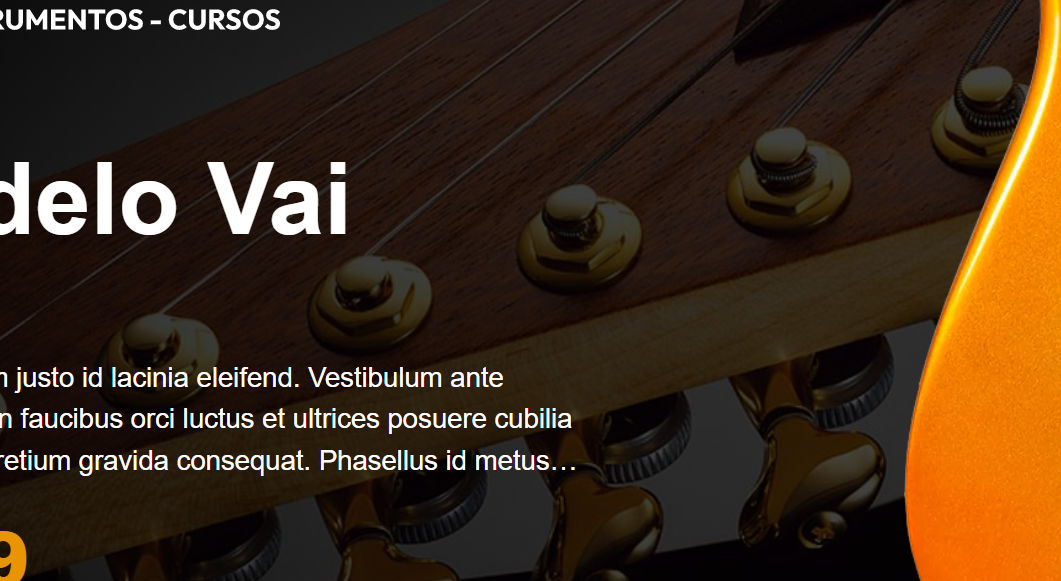 RUMENTOS - CURSOS
delo Vai
justo id lacinia eleifend. Vestibulum ante
n faucibus orci luctus et ultrices posuere cubilia
retium gravida consequat. Phasellus id metus…
9